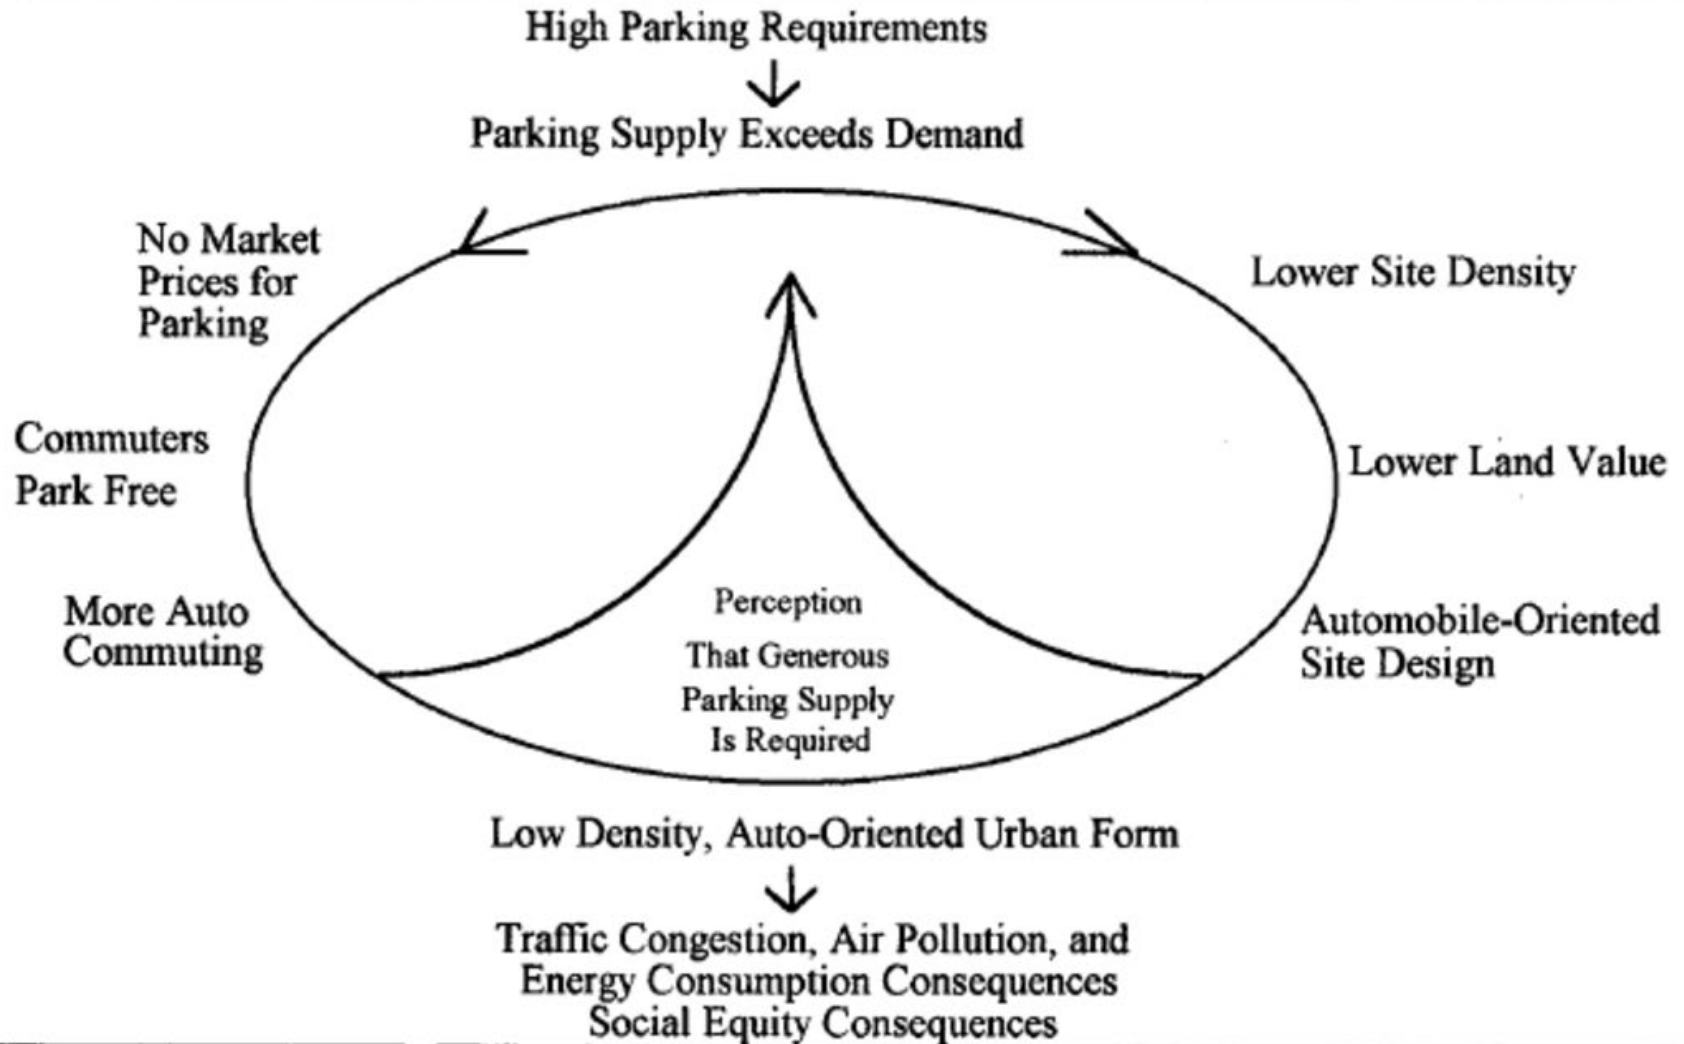 High Parking Requirements
Parking Supply Exceeds Demand
No Market
Prices for
Parking
Lower Site Density
Commuters
Park Free
Lower Land Value
More Auto
Commuting
Perception
That Generous
Parking Supply
Is Required
Automobile-Oriented
Site Design
Low Density, Auto-Oriented Urban Form
Traffic Congestion, Air Pollution, and
Energy Consumption Consequences
Social Equity Consequences